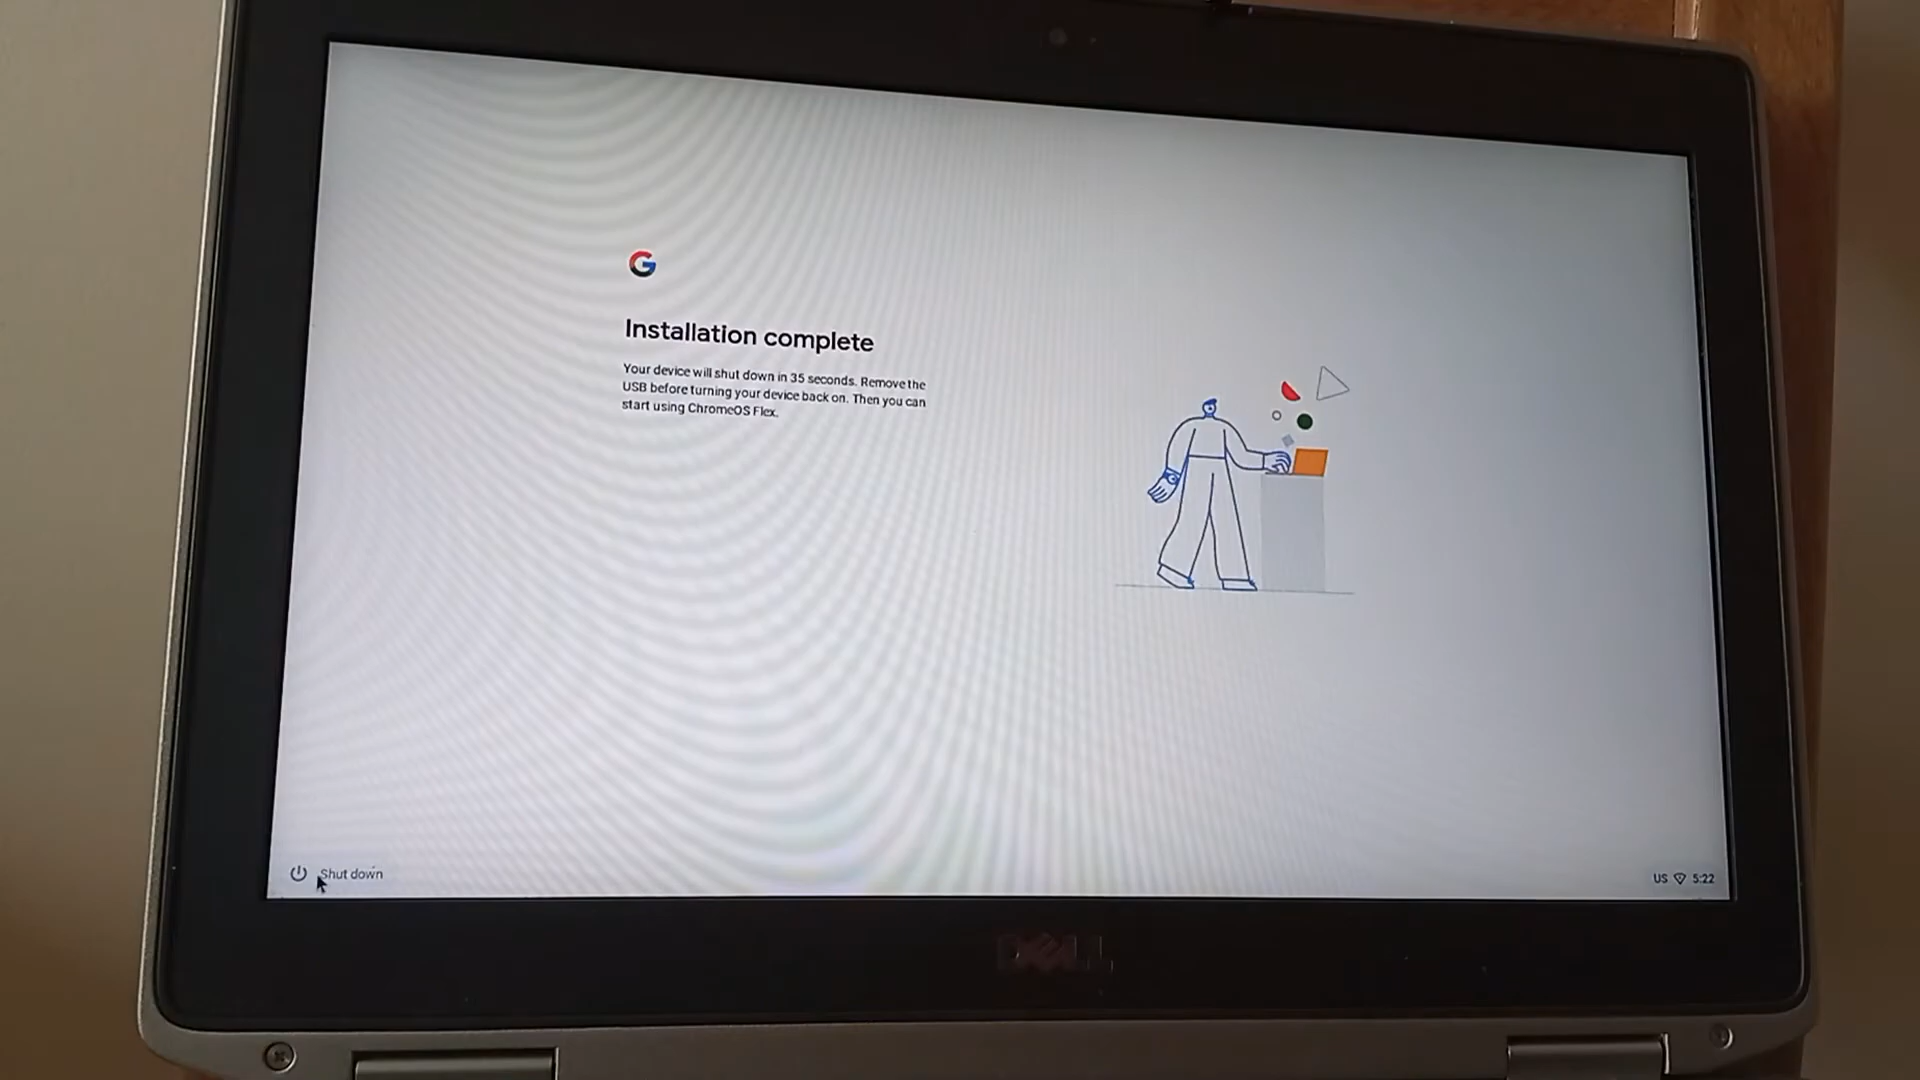 G
Installation complete
Your device will shut down in 35 seconds. Remove the
USB before turning your device back on. Then you can
start using ChromeOS Flex.
Shut down
US 5:22
DELL